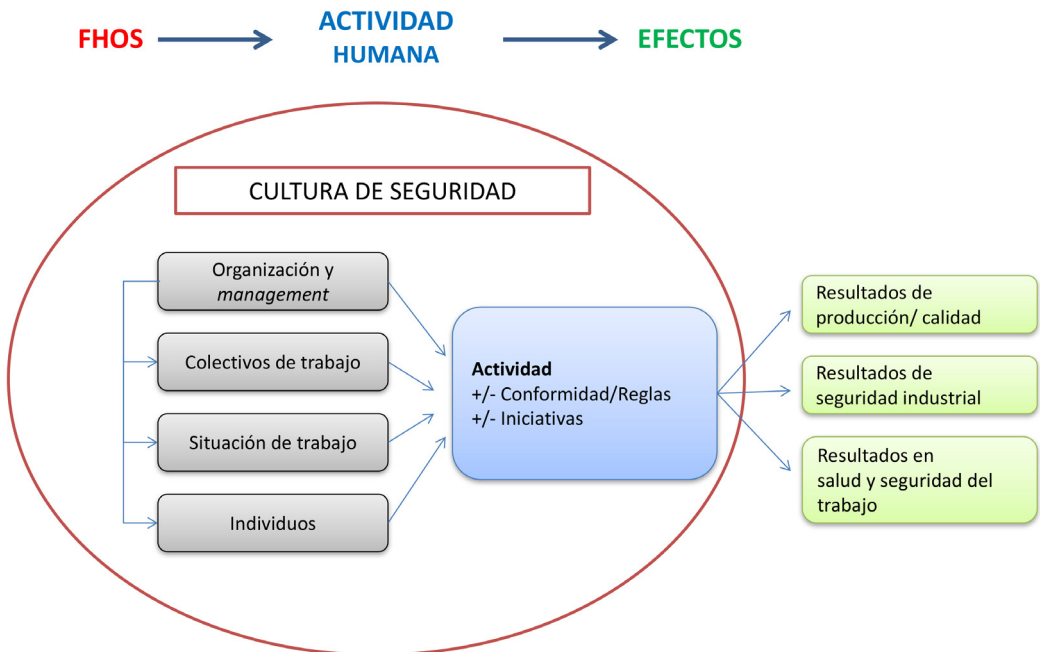 FHOS
ACTIVIDAD
HUMANA
EFECTOS
CULTURA DE SEGURIDAD
Organización y
management
Colectivos de trabajo
Situación de trabajo
Individuos
Actividad
+/- Conformidad/Reglas
+/- Iniciativas
Resultados de
producción/ calidad
Resultados de
seguridad industrial
Resultados en
salud y seguridad del
trabajo